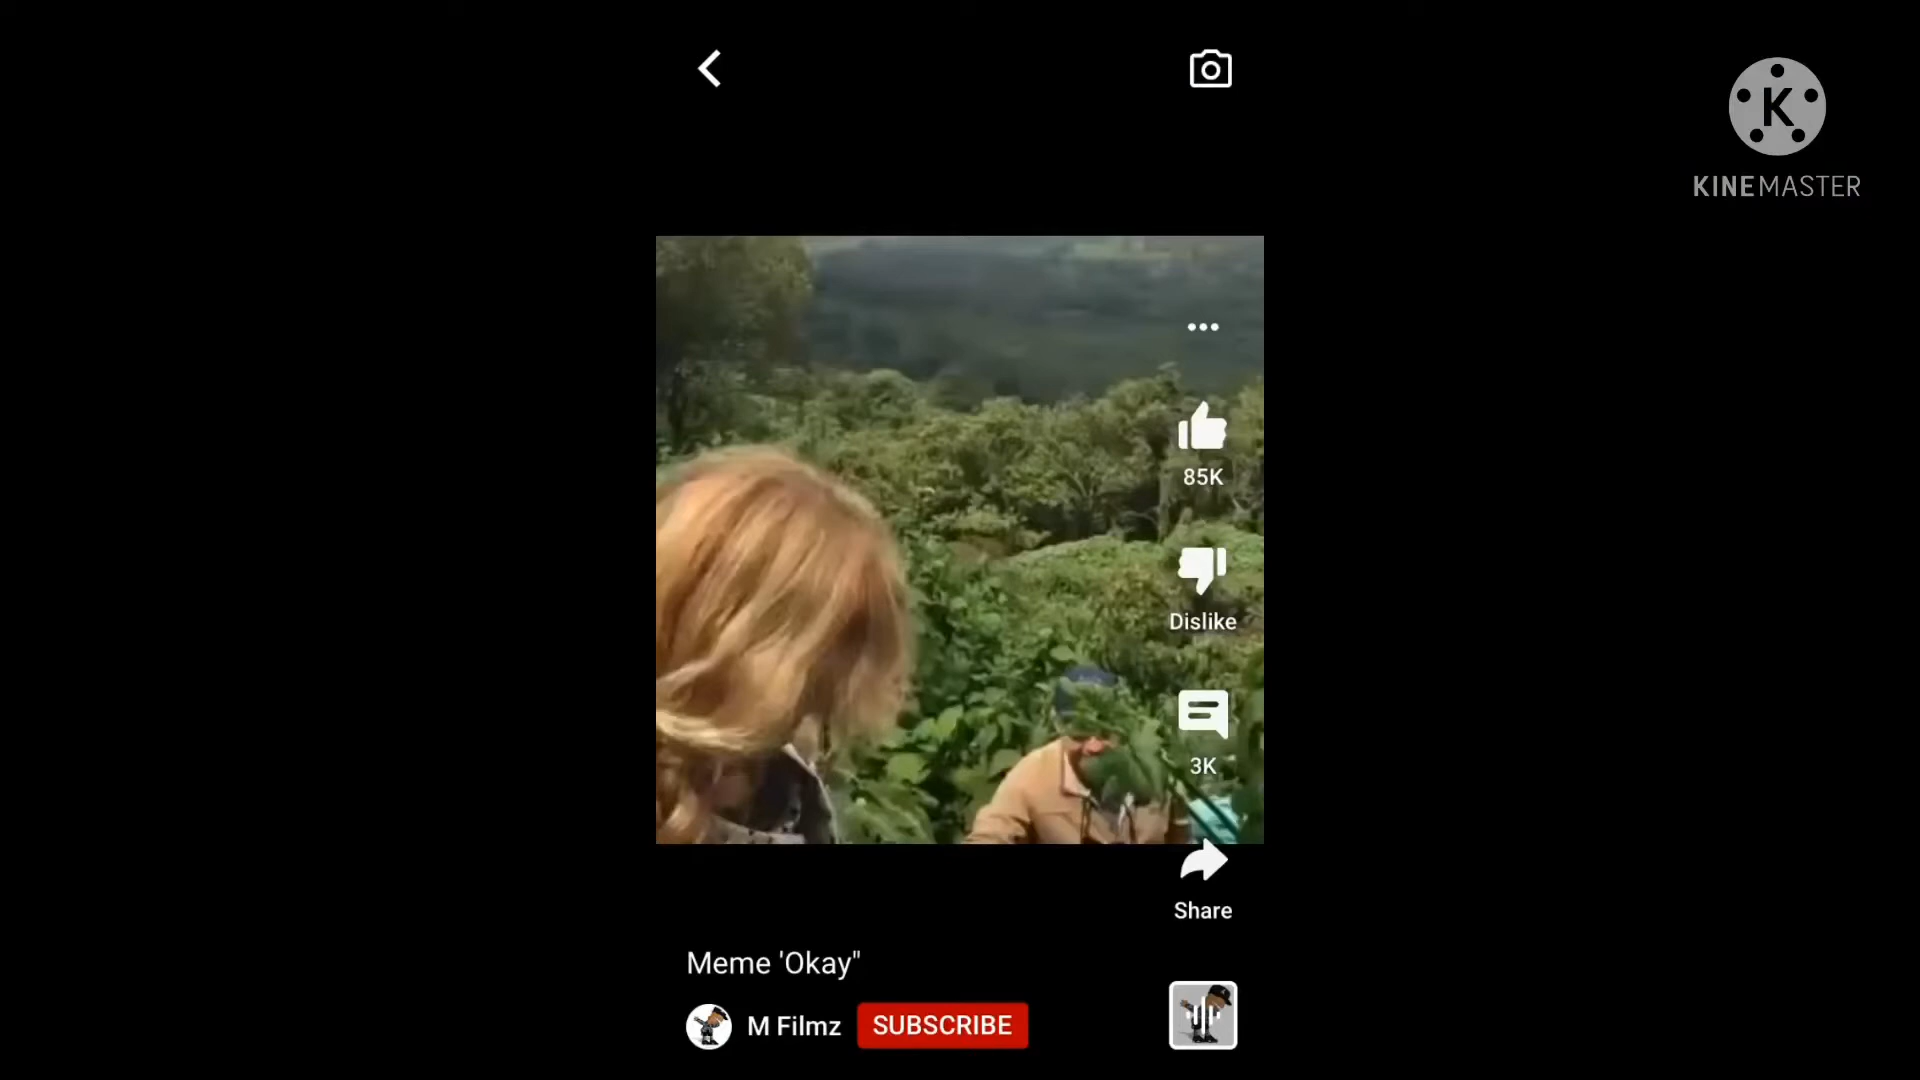 KINEMASTER
85K
Dislike
3K
Share
Meme 'Okay"
M Filmz
SUBSCRIBE